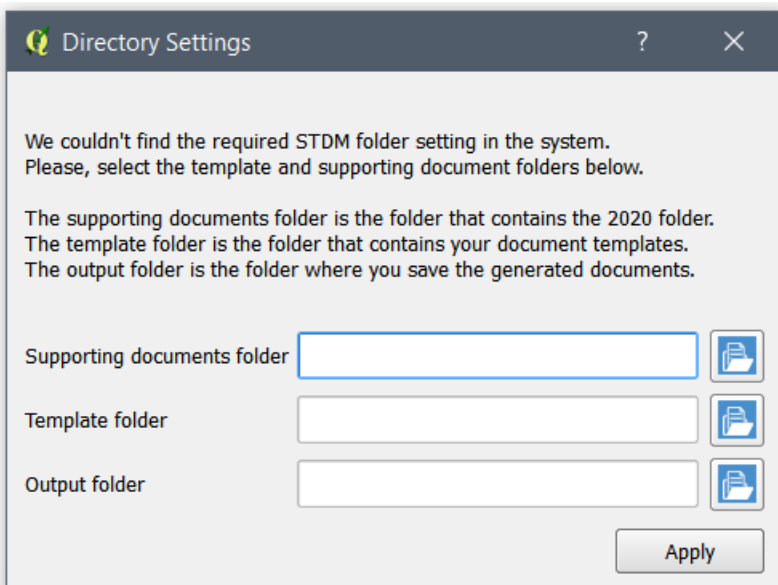 Directory Settings
?
We couldn't find the required STDM folder setting in the system.
Please, select the template and supporting document folders below.
The supporting documents folder is the folder that contains the 2020 folder.
The template folder is the folder that contains your document templates.
The output folder is the folder where you save the generated documents.
Supporting documents folder
Template folder
Output folder
Apply